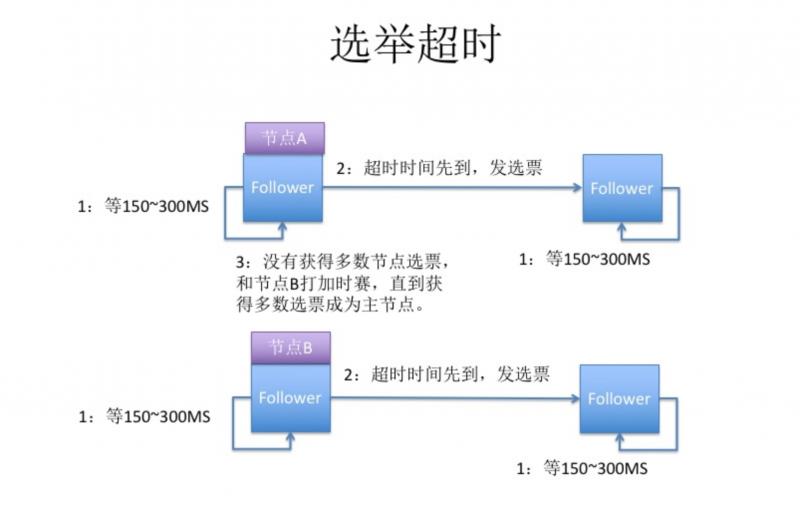 选举超时
节点A
Follower
2：超时时间先到，发选票
Follower
1：等150~300MS
1：等150~300MS
3：没有获得多数节点选票，
和节点B打加时赛，直到获
得多数选票成为主节点。
节点B
Follower
2：超时时间先到，发选票
Follower
1：等150~300MS
1：等150~300MS